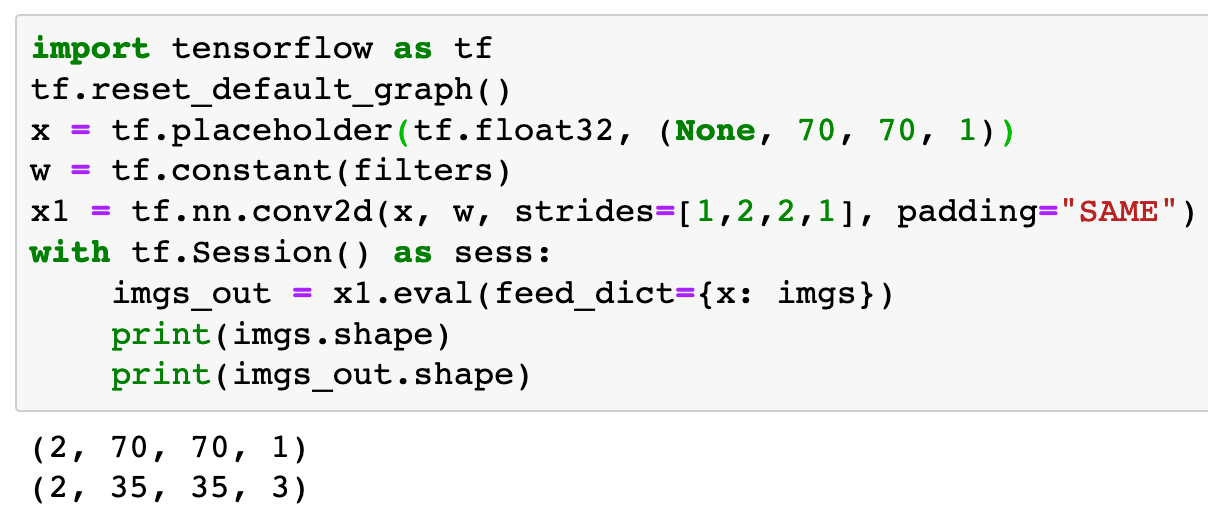 import tensorflow as tf
tf.reset_default_graph()
x = tf.placeholder(tf.float32, (None, 70, 70, 1))
w = tf.constant(filters)
x1 = tf.nn.conv2d(x, w, strides=[1,2,2,1], padding="SAME")
with tf.Session() as sess:
    imgs_out = x1.eval(feed_dict={x: imgs})
    print(imgs.shape)
    print(imgs_out.shape)
(2, 70, 70, 1)
(2, 35, 35, 3)